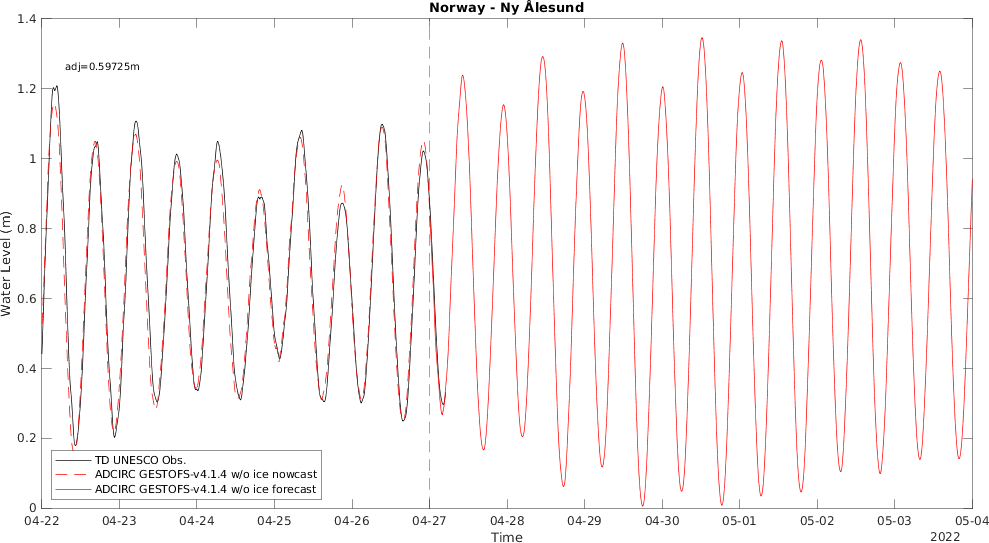 Norway - Ny Ålesund
1.4
adj=0.59725m
1.2
1
0.8
0.6
0.4
0.2
0
Water Level (m)
TD UNESCO Obs.
ADCIRC GESTOFS-v4.1.4 w/o ice nowcast
ADCIRC GESTOFS-v4.1.4 w/o ice forecast
04-22 04-23 04-24 04-25 04-26 04-27 04-28 04-29 04-30 05-01 05-02 05-03 05-04
Time
2022